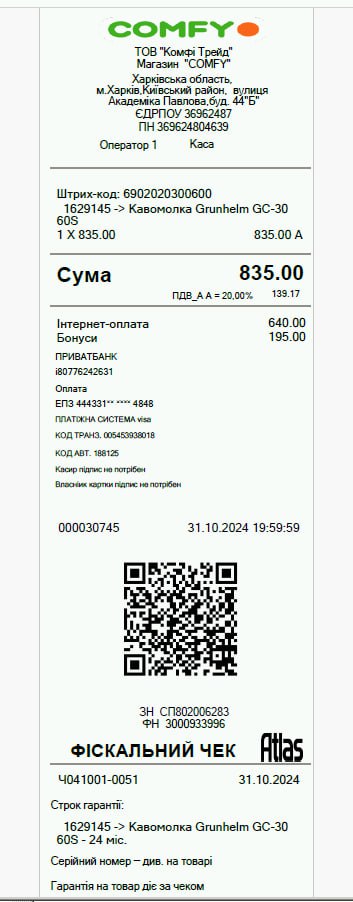 COMFY
ТОВ "Комфі Трейд"
Магазин "COMFY"
Харківська область,
м.Харків,Київський район, вулиця
Академіка Павлова,буд. 44"Б"
ЄДРПОУ 36962487
ПН 369624804639
Оператор 1 Каса
Штрих-код: 6902020300600
1629145 -> Кавомолка Grunhelm GC-30
60S
1 X 835.00 835.00 А
Сума 835.00
ПДВ_А А = 20,00% 139.17
Інтернет-оплата 640.00
Бонуси 195.00
ПРИВАТБАНК
i80776242631
Оплата
ЕПЗ 444331** **** 4848
ПЛАТІЖНА СИСТЕМА visa
КОД ТРАНЗ. 005453938018
КОД АВТ. 188125
Касир підпис не потрібен
Власнік картки підпис не потрібен
000030745 31.10.2024 19:59:59
ЗН СП802006283
ФН 3000933996
ФІСКАЛЬНИЙ ЧЕК Atlas
Ч041001-0051 31.10.2024
Строк гарантії:
1629145 -> Кавомолка Grunhelm GC-30
60S - 24 міс.
Серійний номер – див. на товарі
Гарантія на товар діє за чеком